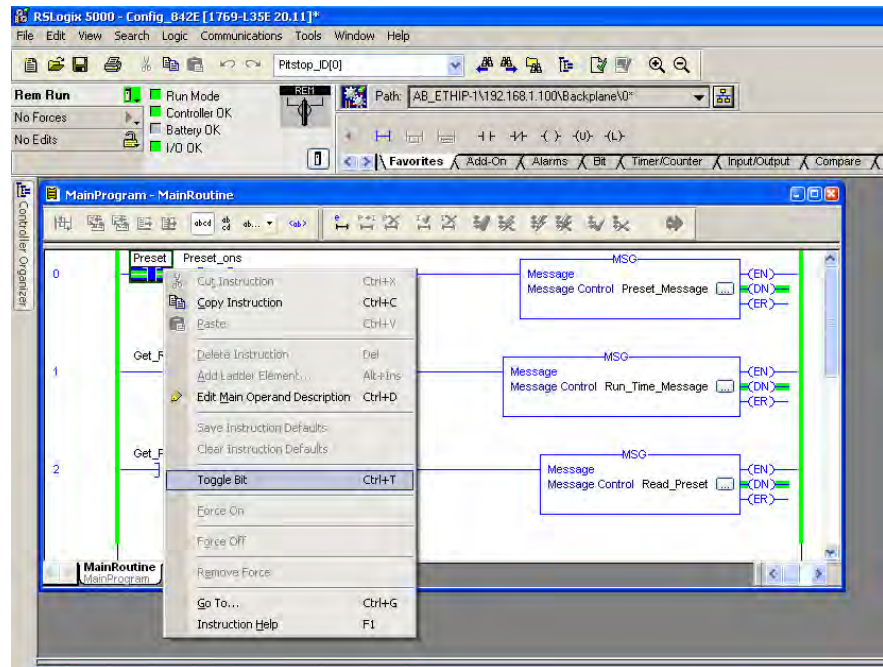 RSLogix 5000 - Config_842E [1769-L35E 20.11]*
File Edit View Search Logic Communications Tools Window Help
Pitstop_ID[0]
Rem Run
Run Mode
REM
Path: AB_ETHIP-1\192.168.1.100\Backplane\0*
No Forces
Controller OK
Battery OK
No Edits
I/O OK
(U) (L)
Favorites Add-On Alarms Bit Timer/Counter Input/Output Compare
Controller Organizer
MainProgram - MainRoutine
abcd ab cd ab... <ab>
Preset Preset_ons
0
MSG
Message
Message Control Preset_Message ...
(EN)
(DN)
(ER)
Cut Instruction Ctrl+X
Copy Instruction Ctrl+C
Paste Ctrl+V
Delete Instruction Del
Add Ladder Element... Alt+Ins
Edit Main Operand Description Ctrl+D
Save Instruction Defaults
Clear Instruction Defaults
Toggle Bit Ctrl+T
Force On
Force Off
Remove Force
Go To... Ctrl+G
Instruction Help F1
1
MSG
Message
Message Control Run_Time_Message ...
(EN)
(DN)
(ER)
2
MSG
Message
Message Control Read_Preset ...
(EN)
(DN)
(ER)
MainRoutine
MainProgram